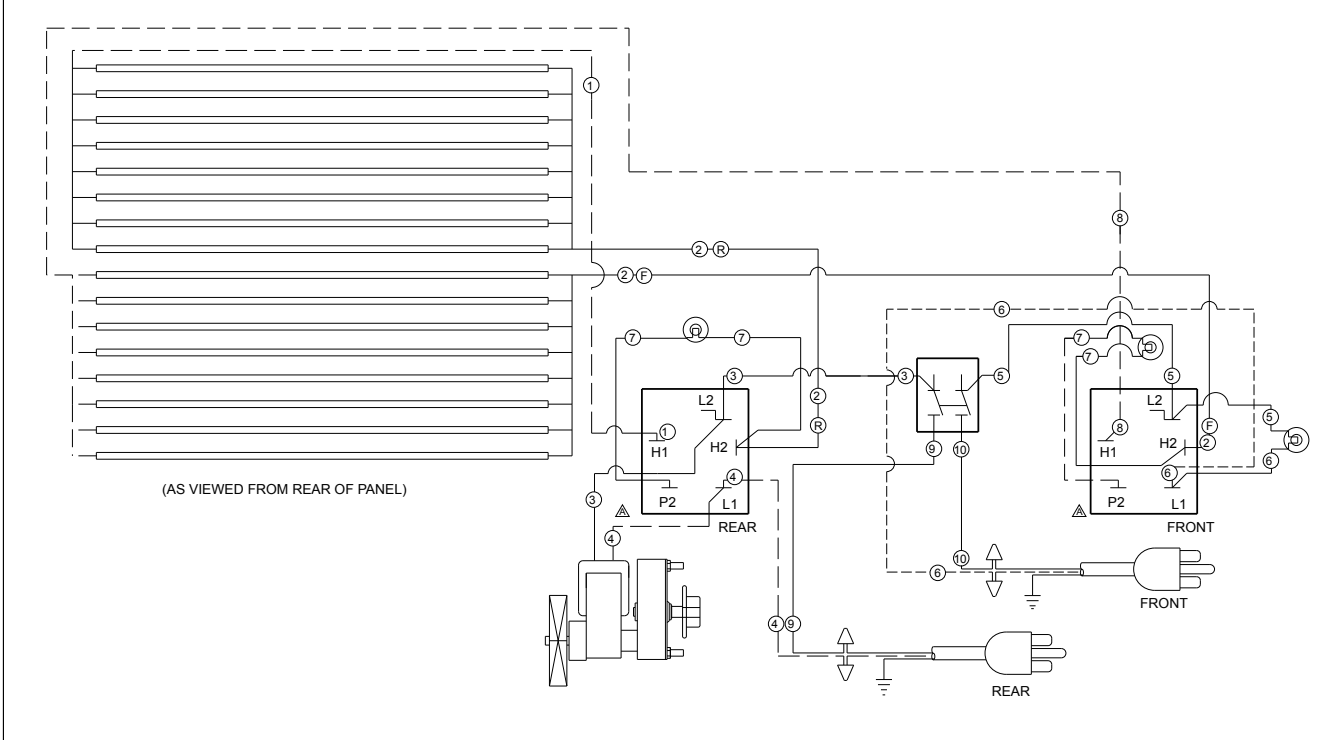 1
8
2 R
2 F
6
7 7
7
7
3 3 5
5
2
R
L2
1
H1
H2
4
P2
L1
A
REAR
9
10
L2
8
H1
H2
F
2
6
P2
L1
A
FRONT
5
6
(AS VIEWED FROM REAR OF PANEL)
3
4
10
6
FRONT
4 9
REAR